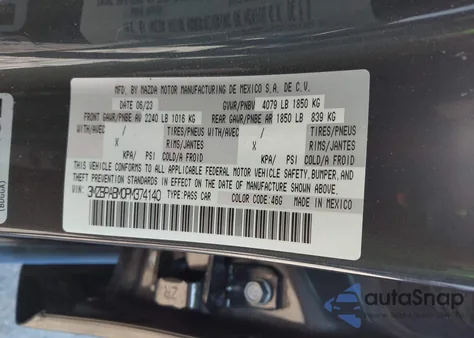 MFD. BY MAZDA MOTOR MANUFACTURING DE MEXICO S.A. DE C.V.
DATE 06/23 GVWR/PNBV 4079 LB 1850 KG
FRONT GAWR/PNBE AV 2240 LB 1016 KG REAR GAWR/PNBE AR 1850 LB 839 KG
WITH/AVEC / TIRES/PNEUS WITH/AVEC / TIRES/PNEUS
X RIMS/JANTES X RIMS/JANTES
KPA/ PSI COLD/A FROID KPA/ PSI COLD/A FROID
THIS VEHICLE CONFORMS TO ALL APPLICABLE FEDERAL MOTOR VEHICLE SAFETY, BUMPER, AND
THEFT PREVENTION STANDARDS IN EFFECT ON THE DATE OF MANUFACTURE SHOWN ABOVE.
VIN: 3MZBPABM0PM374140 TYPE:PASS CAR COLOR CODE:46G MADE IN MEXICO
(BDGGA)
ZR
autoSnap